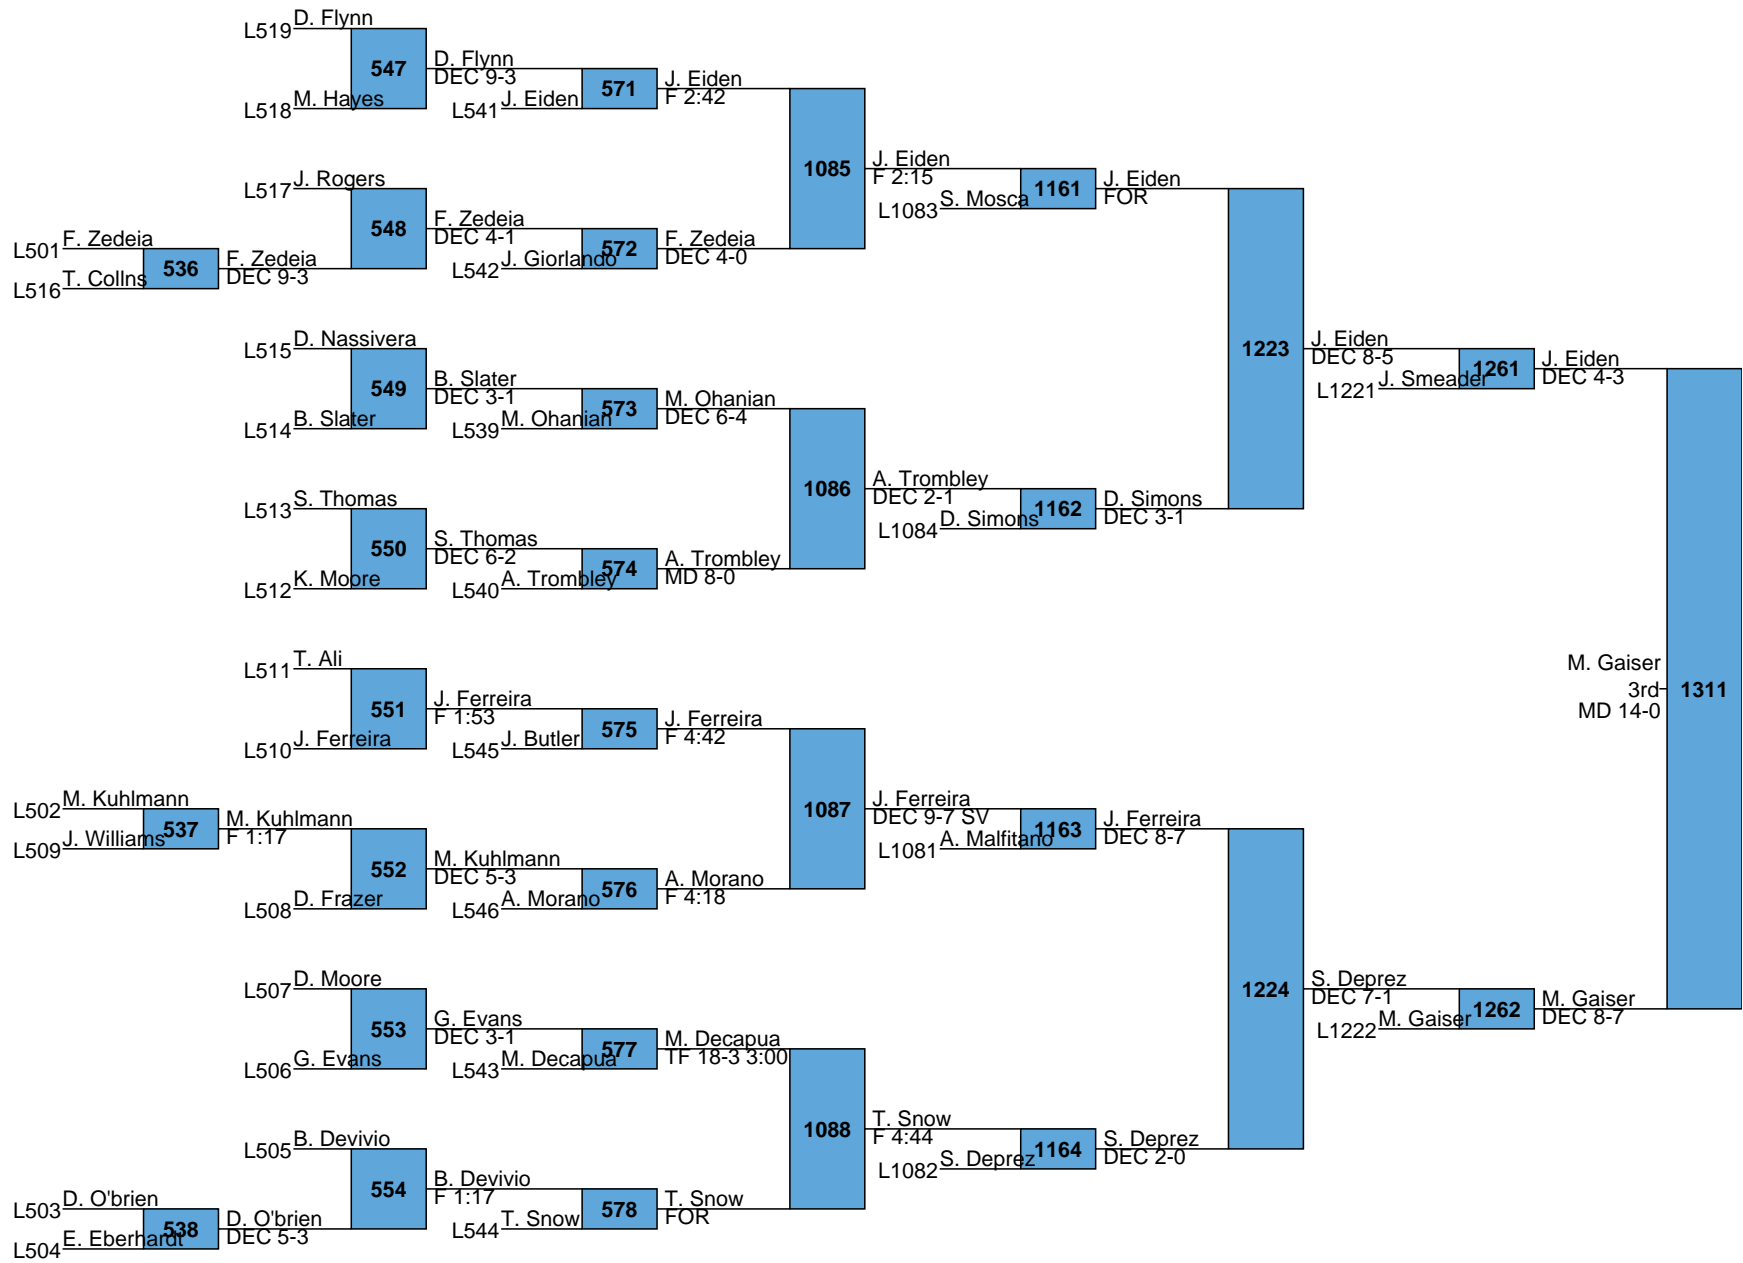 D. Flynn
L519
547
D. Flynn
DEC 9-3
M. Hayes
L518
J. Eiden
L541
571
J. Eiden
F 2:42
J. Rogers
L517
548
F. Zedeia
L501
T. Collns
L516
536
F. Zedeia
DEC 9-3
F. Zedeia
DEC 4-1
J. Giorlando
L542
572
F. Zedeia
DEC 4-0
1085
J. Eiden
F 2:15
S. Mosca
L1083
1161
J. Eiden
FOR
D. Nassivera
L515
549
B. Slater
L514
B. Slater
DEC 3-1
M. Ohanian
L539
573
M. Ohanian
DEC 6-4
S. Thomas
L513
550
K. Moore
L512
S. Thomas
DEC 6-2
A. Trombley
L540
574
A. Trombley
MD 8-0
1086
A. Trombley
DEC 2-1
D. Simons
L1084
1162
D. Simons
DEC 3-1
1223
J. Eiden
DEC 8-5
J. Smeader
L1221
1261
J. Eiden
DEC 4-3
T. Ali
L511
551
J. Ferreira
L510
J. Ferreira
F 1:53
J. Butler
L545
575
J. Ferreira
F 4:42
M. Kuhlmann
L502
J. Williams
L509
537
M. Kuhlmann
F 1:17
552
D. Frazer
L508
M. Kuhlmann
DEC 5-3
A. Morano
L546
576
A. Morano
F 4:18
1087
J. Ferreira
DEC 9-7 SV
A. Malfitano
L1081
1163
J. Ferreira
DEC 8-7
D. Moore
L507
553
G. Evans
L506
G. Evans
DEC 3-1
M. Decapua
L543
577
M. Decapua
TF 18-3 3:00
B. Devivio
L505
554
D. O'brien
L503
E. Eberhardt
L504
538
D. O'brien
DEC 5-3
B. Devivio
F 1:17
T. Snow
L544
578
T. Snow
FOR
1088
T. Snow
F 4:44
S. Deprez
L1082
1164
S. Deprez
DEC 2-0
1224
S. Deprez
DEC 7-1
M. Gaiser
L1222
1262
M. Gaiser
DEC 8-7
M. Gaiser
3rd
MD 14-0
1311